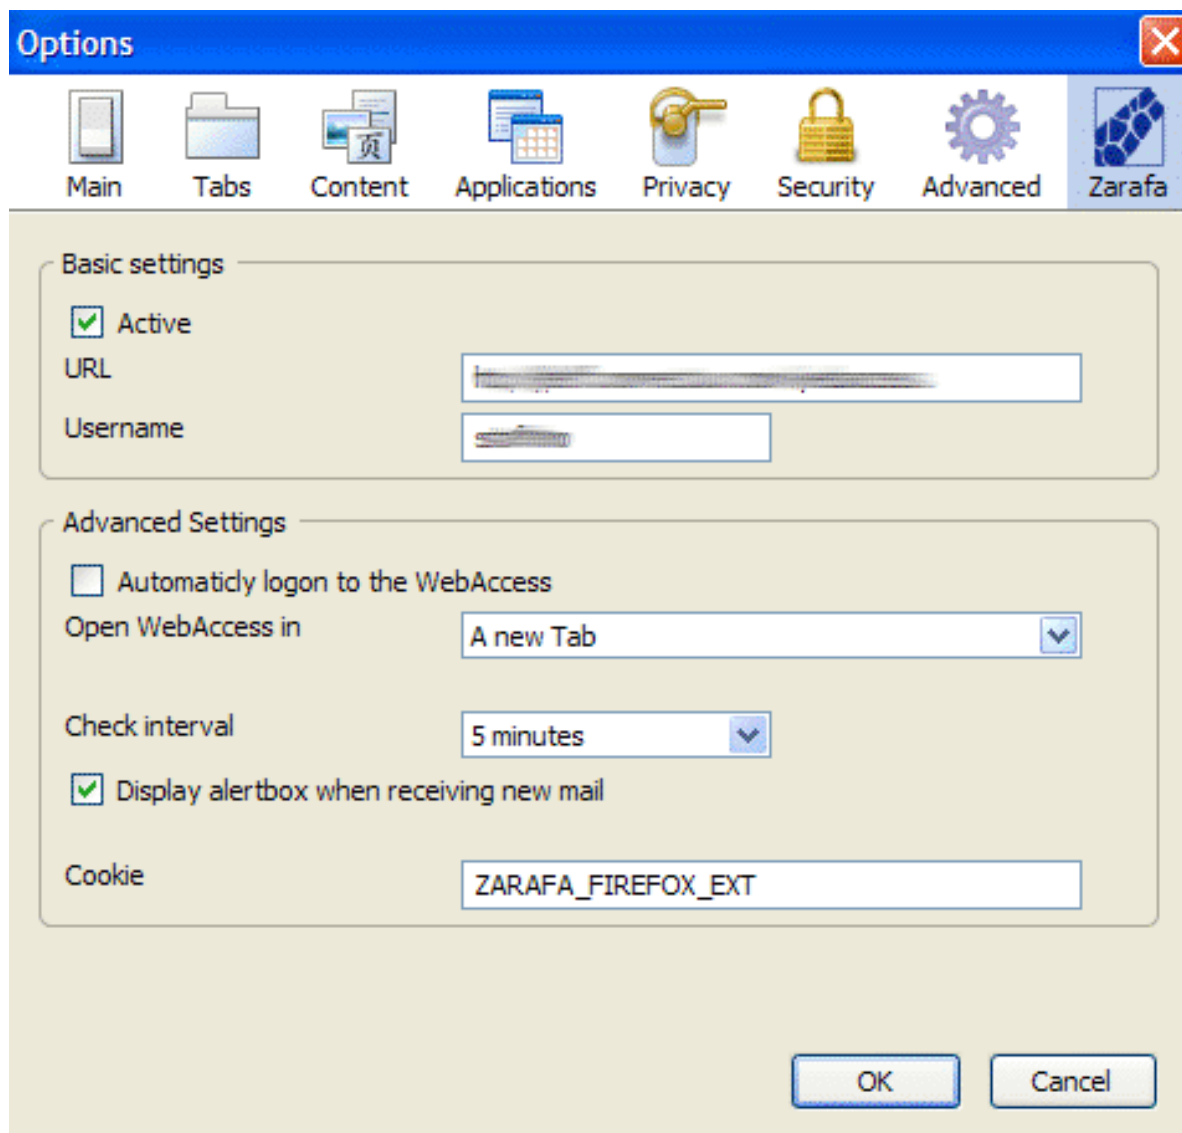 Options
Main Tabs Content Applications Privacy Security Advanced Zarafa
页
Basic settings
Active
URL
Username
Advanced Settings
Automaticly logon to the WebAccess
Open WebAccess in A new Tab
Check interval 5 minutes
Display alertbox when receiving new mail
Cookie ZARAFA_FIREFOX_EXT
OK Cancel